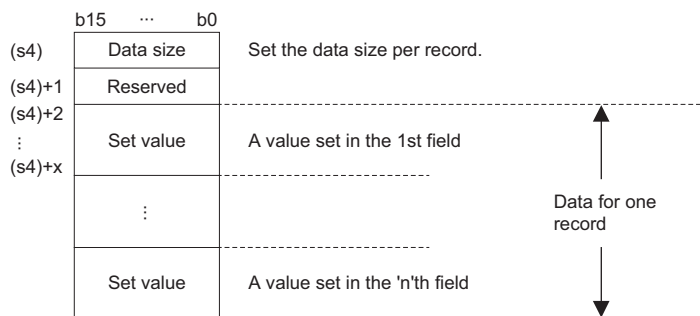 b15 ··· b0
(s4) Data size Set the data size per record.
(s4)+1 Reserved
(s4)+2
⋮ Set value A value set in the 1st field
(s4)+x
⋮
Data for one
record
Set value A value set in the 'n'th field